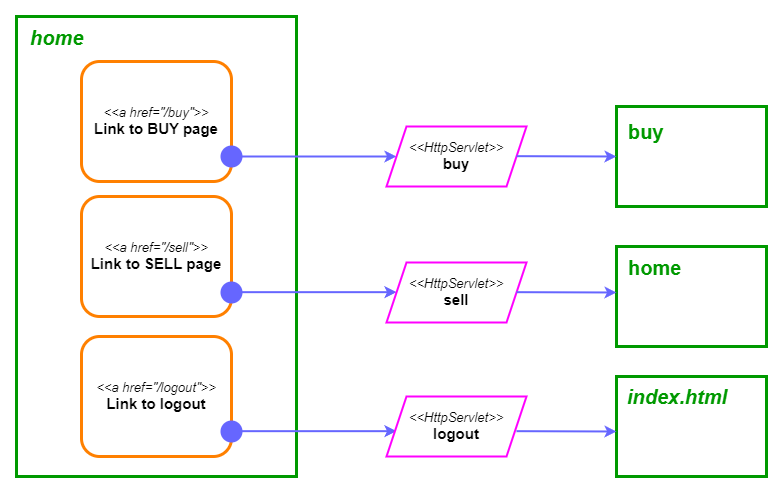 home
<<a href="/buy">>
Link to BUY page
<<HttpServlet>>
buy
buy
<<a href="/sell">>
Link to SELL page
<<HttpServlet>>
sell
home
<<a href="/logout">>
Link to logout
<<HttpServlet>>
logout
index.html